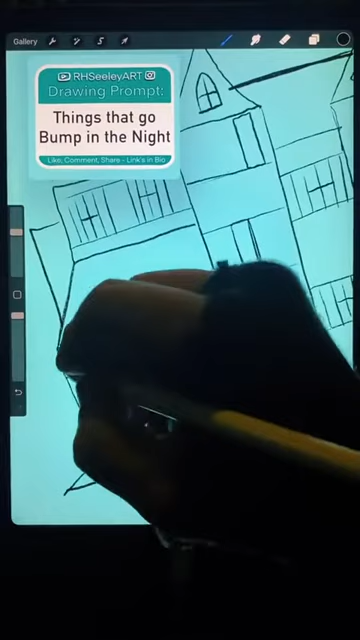 Gallery
RHSeeleyART
Drawing Prompt:
Things that go
Bump in the Night
Like, Comment, Share - Link's in Bio